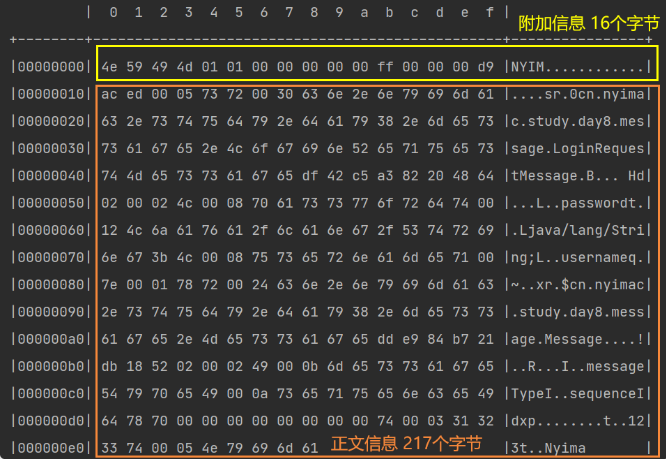 | 0 1 2 3 4 5 6 7 8 9 a b c d e f |
附加信息 16个字节
+--------+-------------------------------------------------+----------------+
|00000000| 4e 59 49 4d 01 01 00 00 00 00 00 ff 00 00 00 d9 |NYIM............|
|00000010| ac ed 00 05 73 72 00 30 63 6e 2e 6e 79 69 6d 61 |....sr.0cn.nyima|
|00000020| 63 2e 73 74 75 64 79 2e 64 61 79 38 2e 6d 65 73 |c.study.day8.mes|
|00000030| 73 61 67 65 2e 4c 6f 67 69 6e 52 65 71 75 65 73 |sage.LoginReques|
|00000040| 74 4d 65 73 73 61 67 65 df 42 c5 a3 82 20 48 64 |tMessage.B... Hd|
|00000050| 02 00 02 4c 00 08 70 61 73 73 77 6f 72 64 74 00 |...L..passwordt.|
|00000060| 12 4c 6a 61 76 61 2f 6c 61 6e 67 2f 53 74 72 69 |.Ljava/lang/Stri|
|00000070| 6e 67 3b 4c 00 08 75 73 65 72 6e 61 6d 65 71 00 |ng;L..usernameq.|
|00000080| 7e 00 01 78 72 00 24 63 6e 2e 6e 79 69 6d 61 63 |~..xr.$cn.nyimac|
|00000090| 2e 73 74 75 64 79 2e 64 61 79 38 2e 6d 65 73 73 |.study.day8.mess|
|000000a0| 61 67 65 2e 4d 65 73 73 61 67 65 dd e9 84 b7 21 |age.Message....!|
|000000b0| db 18 52 02 00 02 49 00 0b 6d 65 73 73 61 67 65 |..R...I..message|
|000000c0| 54 79 70 65 49 00 0a 73 65 71 75 65 6e 63 65 49 |TypeI..sequenceI|
|000000d0| 64 78 70 00 00 00 00 00 00 00 00 74 00 03 31 32 |dxp........t..12|
|000000e0| 33 74 00 05 4e 79 69 6d 61 正文信息 217个字节 |3t..Nyima